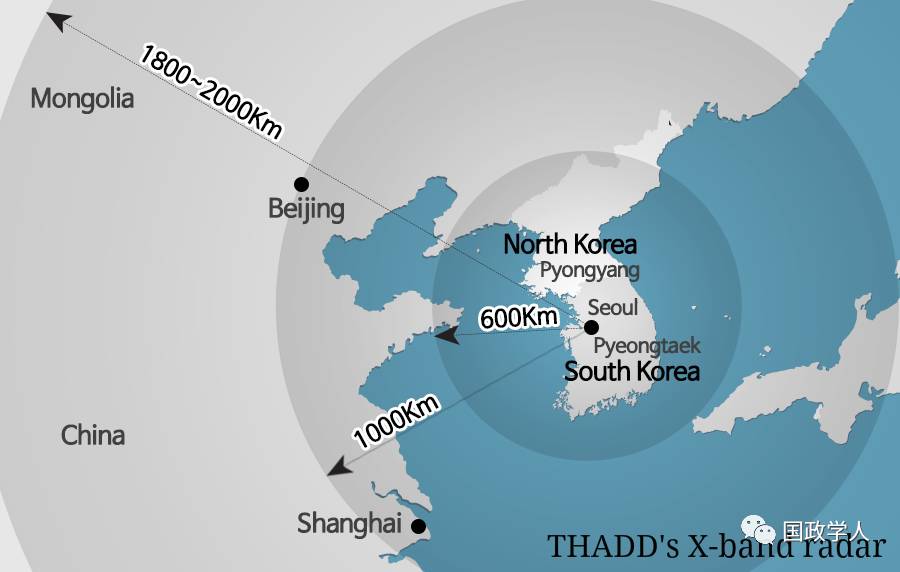 1800~2000Km
Mongolia
Beijing
North Korea
Pyongyang
Seoul
600Km
Pyeongtaek
South Korea
1000Km
China
Shanghai
国政学人
THADD's X-band radar